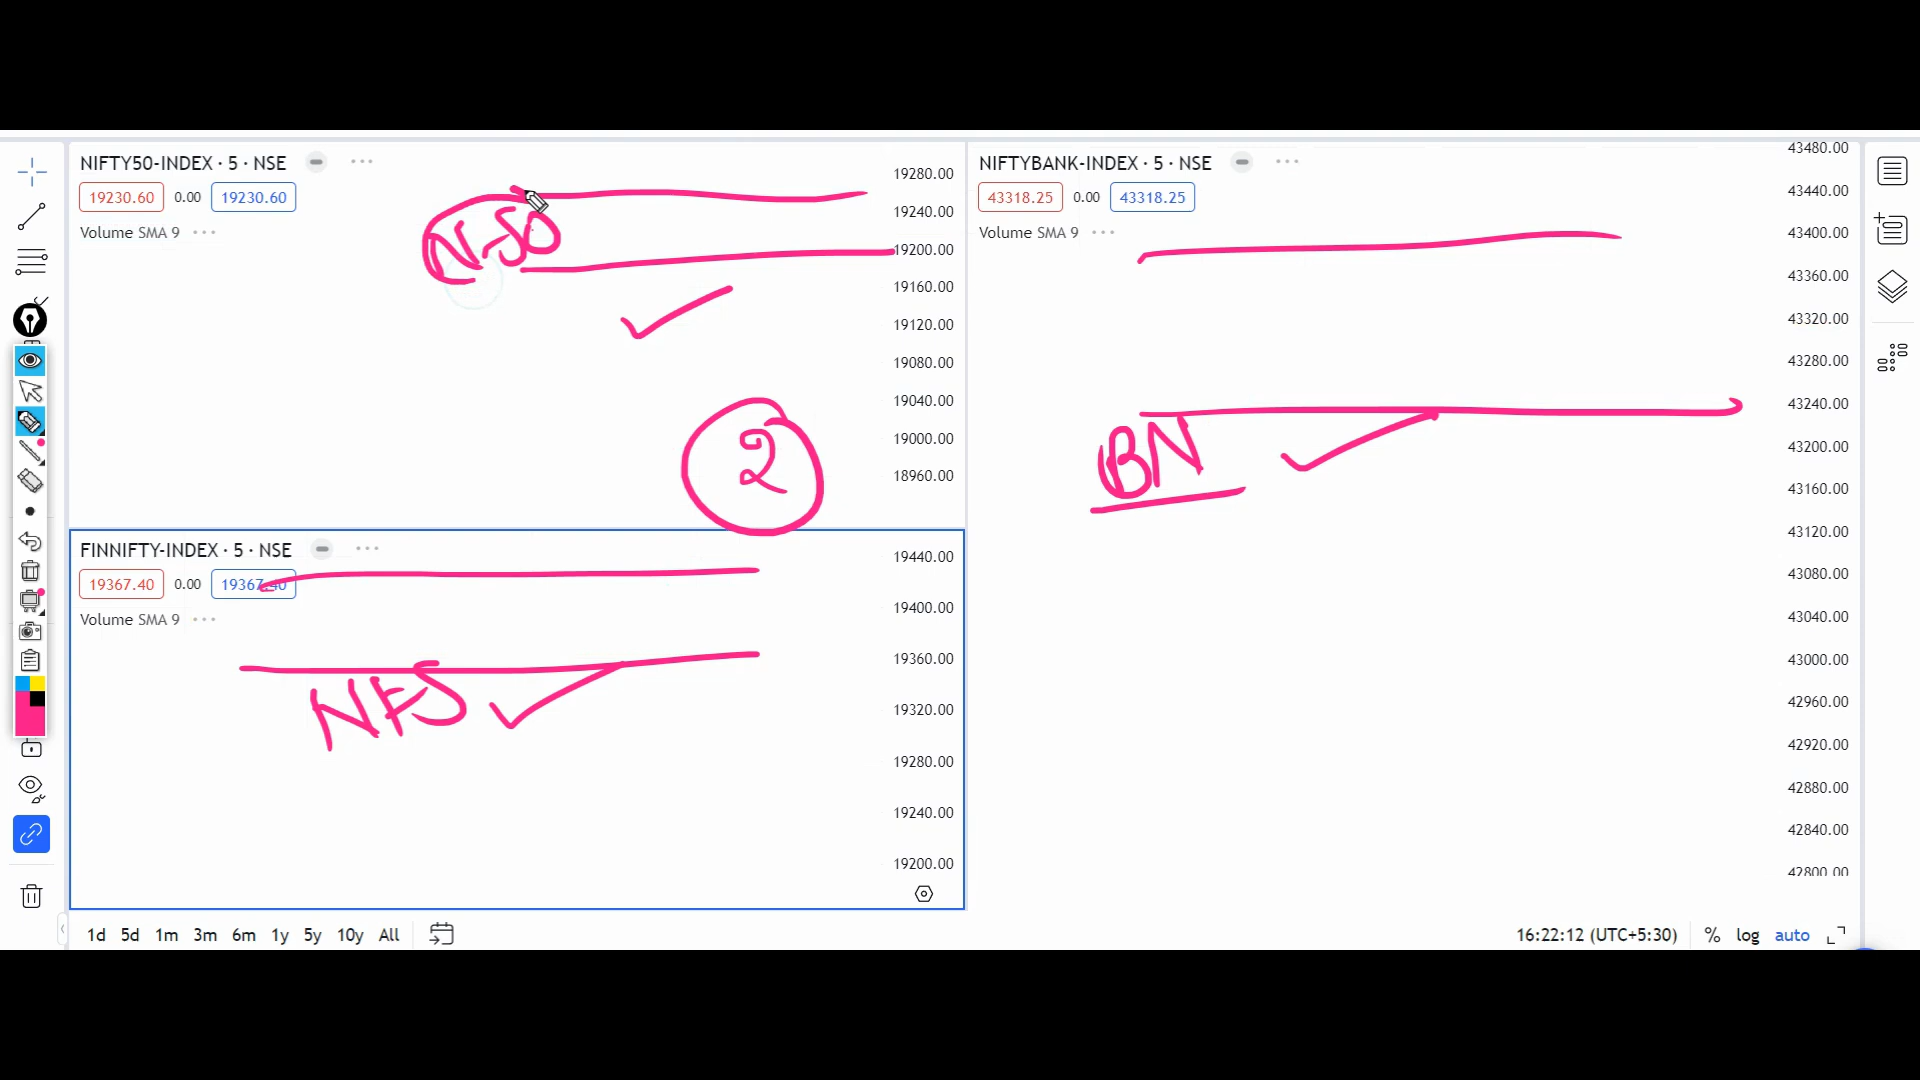 NIFTY50-INDEX · 5 · NSE
19230.60 0.00 19230.60
Volume SMA 9
N-50
19280.00
19240.00
19200.00
19160.00
19120.00
19080.00
19040.00
19000.00
18960.00
2
FINNIFTY-INDEX · 5 · NSE
19367.40 0.00 19367.40
Volume SMA 9
NFS
19440.00
19400.00
19360.00
19320.00
19280.00
19240.00
19200.00
NIFTYBANK-INDEX · 5 · NSE
43318.25 0.00 43318.25
Volume SMA 9
BN
43480.00
43440.00
43400.00
43360.00
43320.00
43280.00
43240.00
43200.00
43160.00
43120.00
43080.00
43040.00
43000.00
42960.00
42920.00
42880.00
42840.00
42800.00
1d 5d 1m 3m 6m 1y 5y 10y All
16:22:12 (UTC+5:30) % log auto